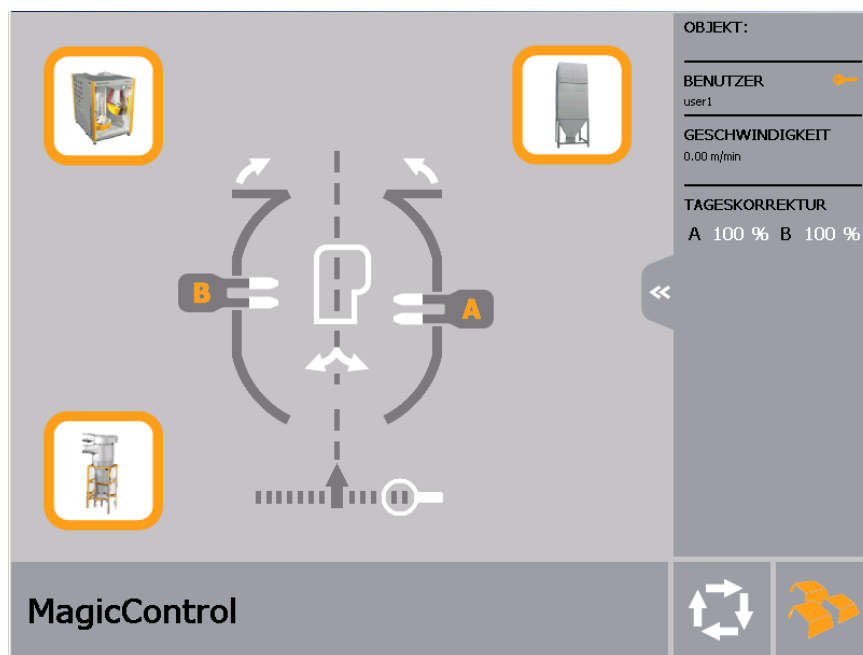 OBJEKT:
BENUTZER
user1
GESCHWINDIGKEIT
0.00 m/min
TAGESKORREKTUR
A 100 % B 100 %
B
A
MagicControl